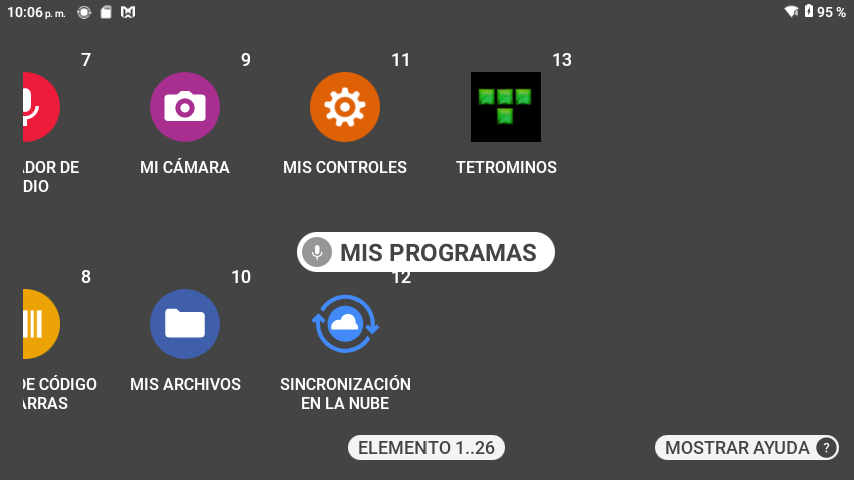 10:06 p. m.
95 %
7
9
11
13
ADOR DE
DIO
MI CÁMARA
MIS CONTROLES
TETROMINOS
MIS PROGRAMAS
8
10
12
DE CÓDIGO
ARRAS
MIS ARCHIVOS
SINCRONIZACIÓN
EN LA NUBE
ELEMENTO 1..26
MOSTRAR AYUDA ?